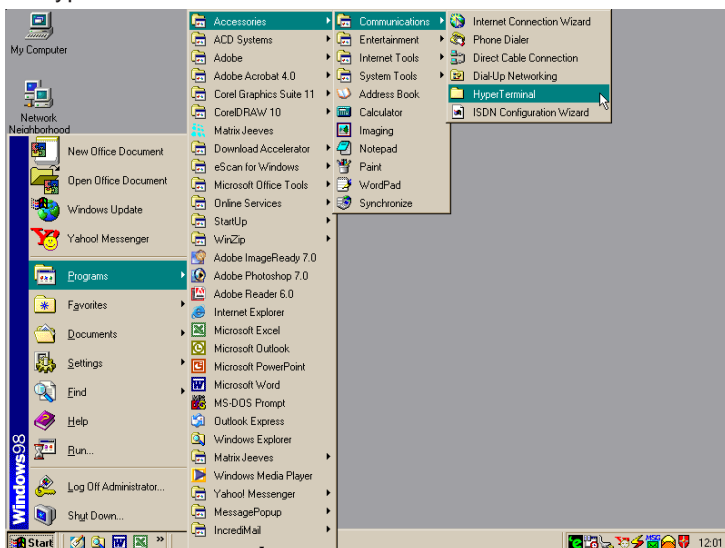 My Computer
Network
Neighborhood
New Office Document
Open Office Document
Windows Update
Yahoo! Messenger
Programs
Favorites
Documents
Settings
Find
Help
Run...
Log Off Administrator...
Shut Down...
Windows98
Accessories
ACD Systems
Adobe
Adobe Acrobat 4.0
Corel Graphics Suite 11
CorelDRAW 10
Matrix Jeeves
Download Accelerator
eScan for Windows
Microsoft Office Tools
Online Services
StartUp
WinZip
Adobe ImageReady 7.0
Adobe Photoshop 7.0
Adobe Reader 6.0
Internet Explorer
Microsoft Excel
Microsoft Outlook
Microsoft PowerPoint
Microsoft Word
MS-DOS Prompt
Outlook Express
Windows Explorer
Matrix Jeeves
Windows Media Player
Yahoo! Messenger
MessagePopup
IncrediMail
Communications
Entertainment
Internet Tools
System Tools
Address Book
Calculator
Imaging
Notepad
Paint
WordPad
Synchronize
Internet Connection Wizard
Phone Dialer
Direct Cable Connection
Dial-Up Networking
HyperTerminal
ISDN Configuration Wizard
Start
»
MSG
12:01